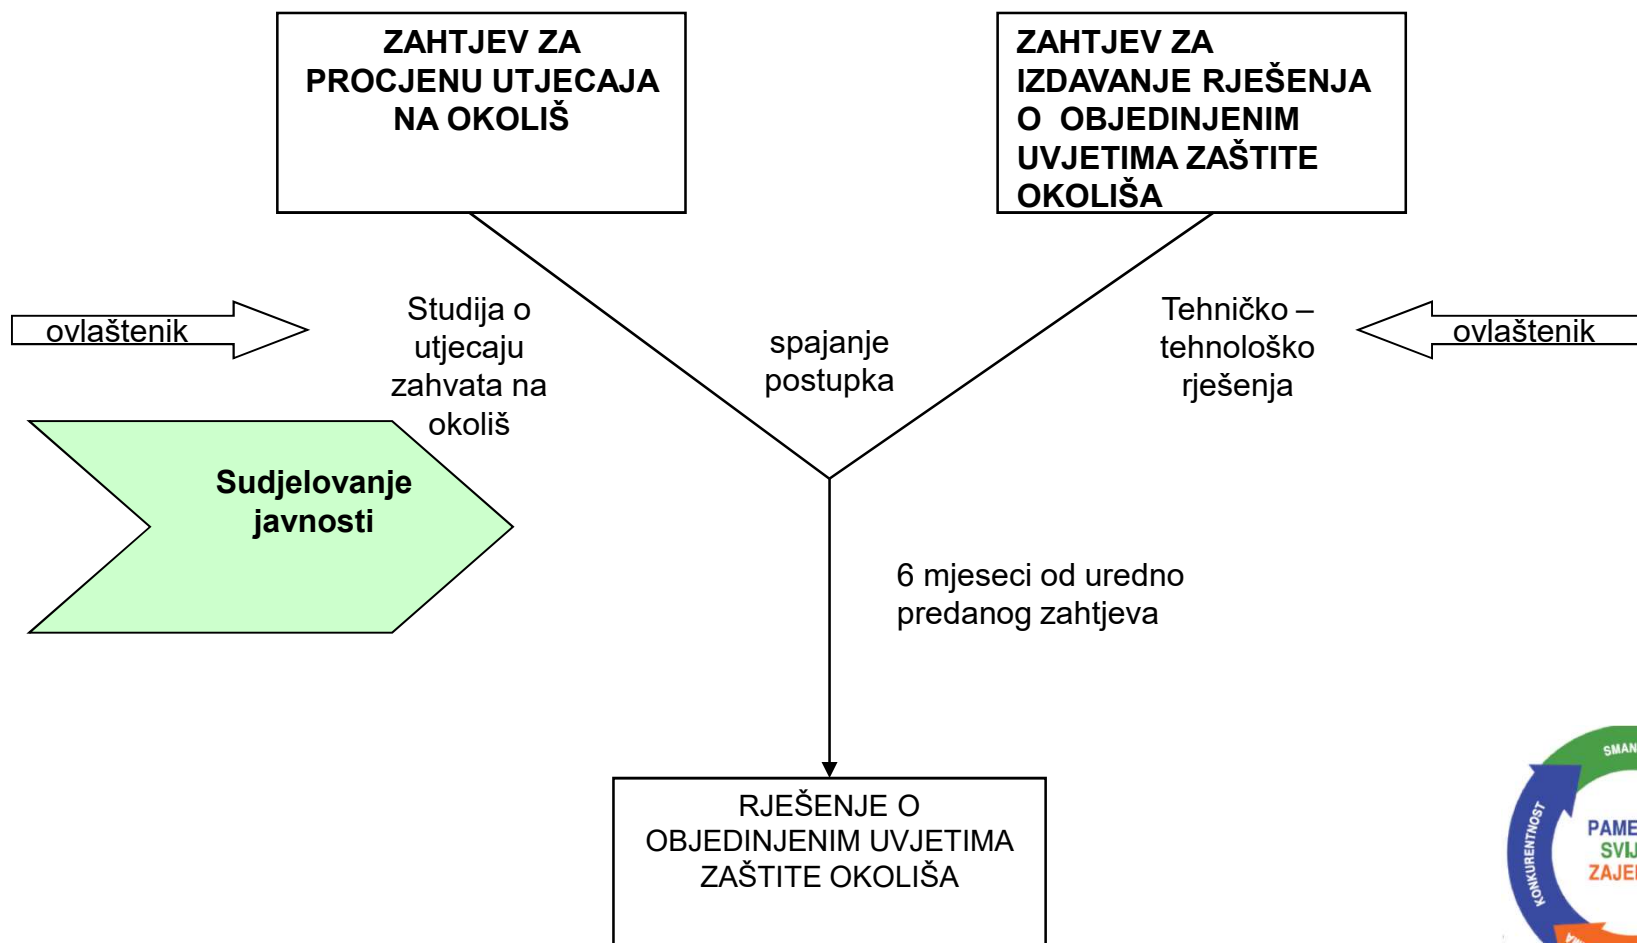 ZAHTJEV ZA
PROCJENU UTJECAJA
NA OKOLIŠ
ZAHTJEV ZA
IZDAVANJE RJEŠENJA
O OBJEDINJENIM
UVJETIMA ZAŠTITE
OKOLIŠA
ovlaštenik
Studija o
utjecaju
zahvata na
okoliš
spajanje
postupka
Tehničko –
tehnološko
rješenja
ovlaštenik
Sudjelovanje
javnosti
6 mjeseci od uredno
predanog zahtjeva
RJEŠENJE O
OBJEDINJENIM UVJETIMA
ZAŠTITE OKOLIŠA
KONKURENTNOST